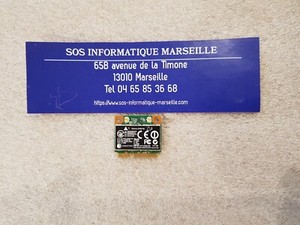 SOS INFORMATIQUE MARSEILLE
658 avenue de la Timone
13010 Marseille
Tel 04 65 85 36 68
https://www.sos-informatique-marseille.com